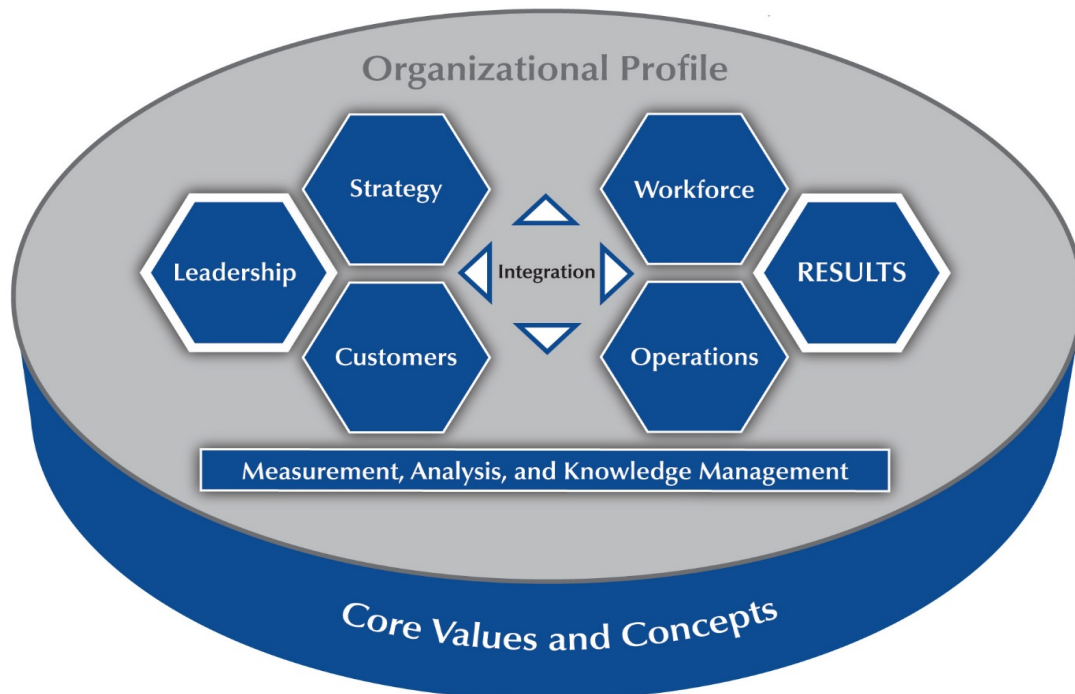 Organizational Profile
Strategy
Workforce
Leadership
Integration
RESULTS
Customers
Operations
Measurement, Analysis, and Knowledge Management
Core Values and Concepts